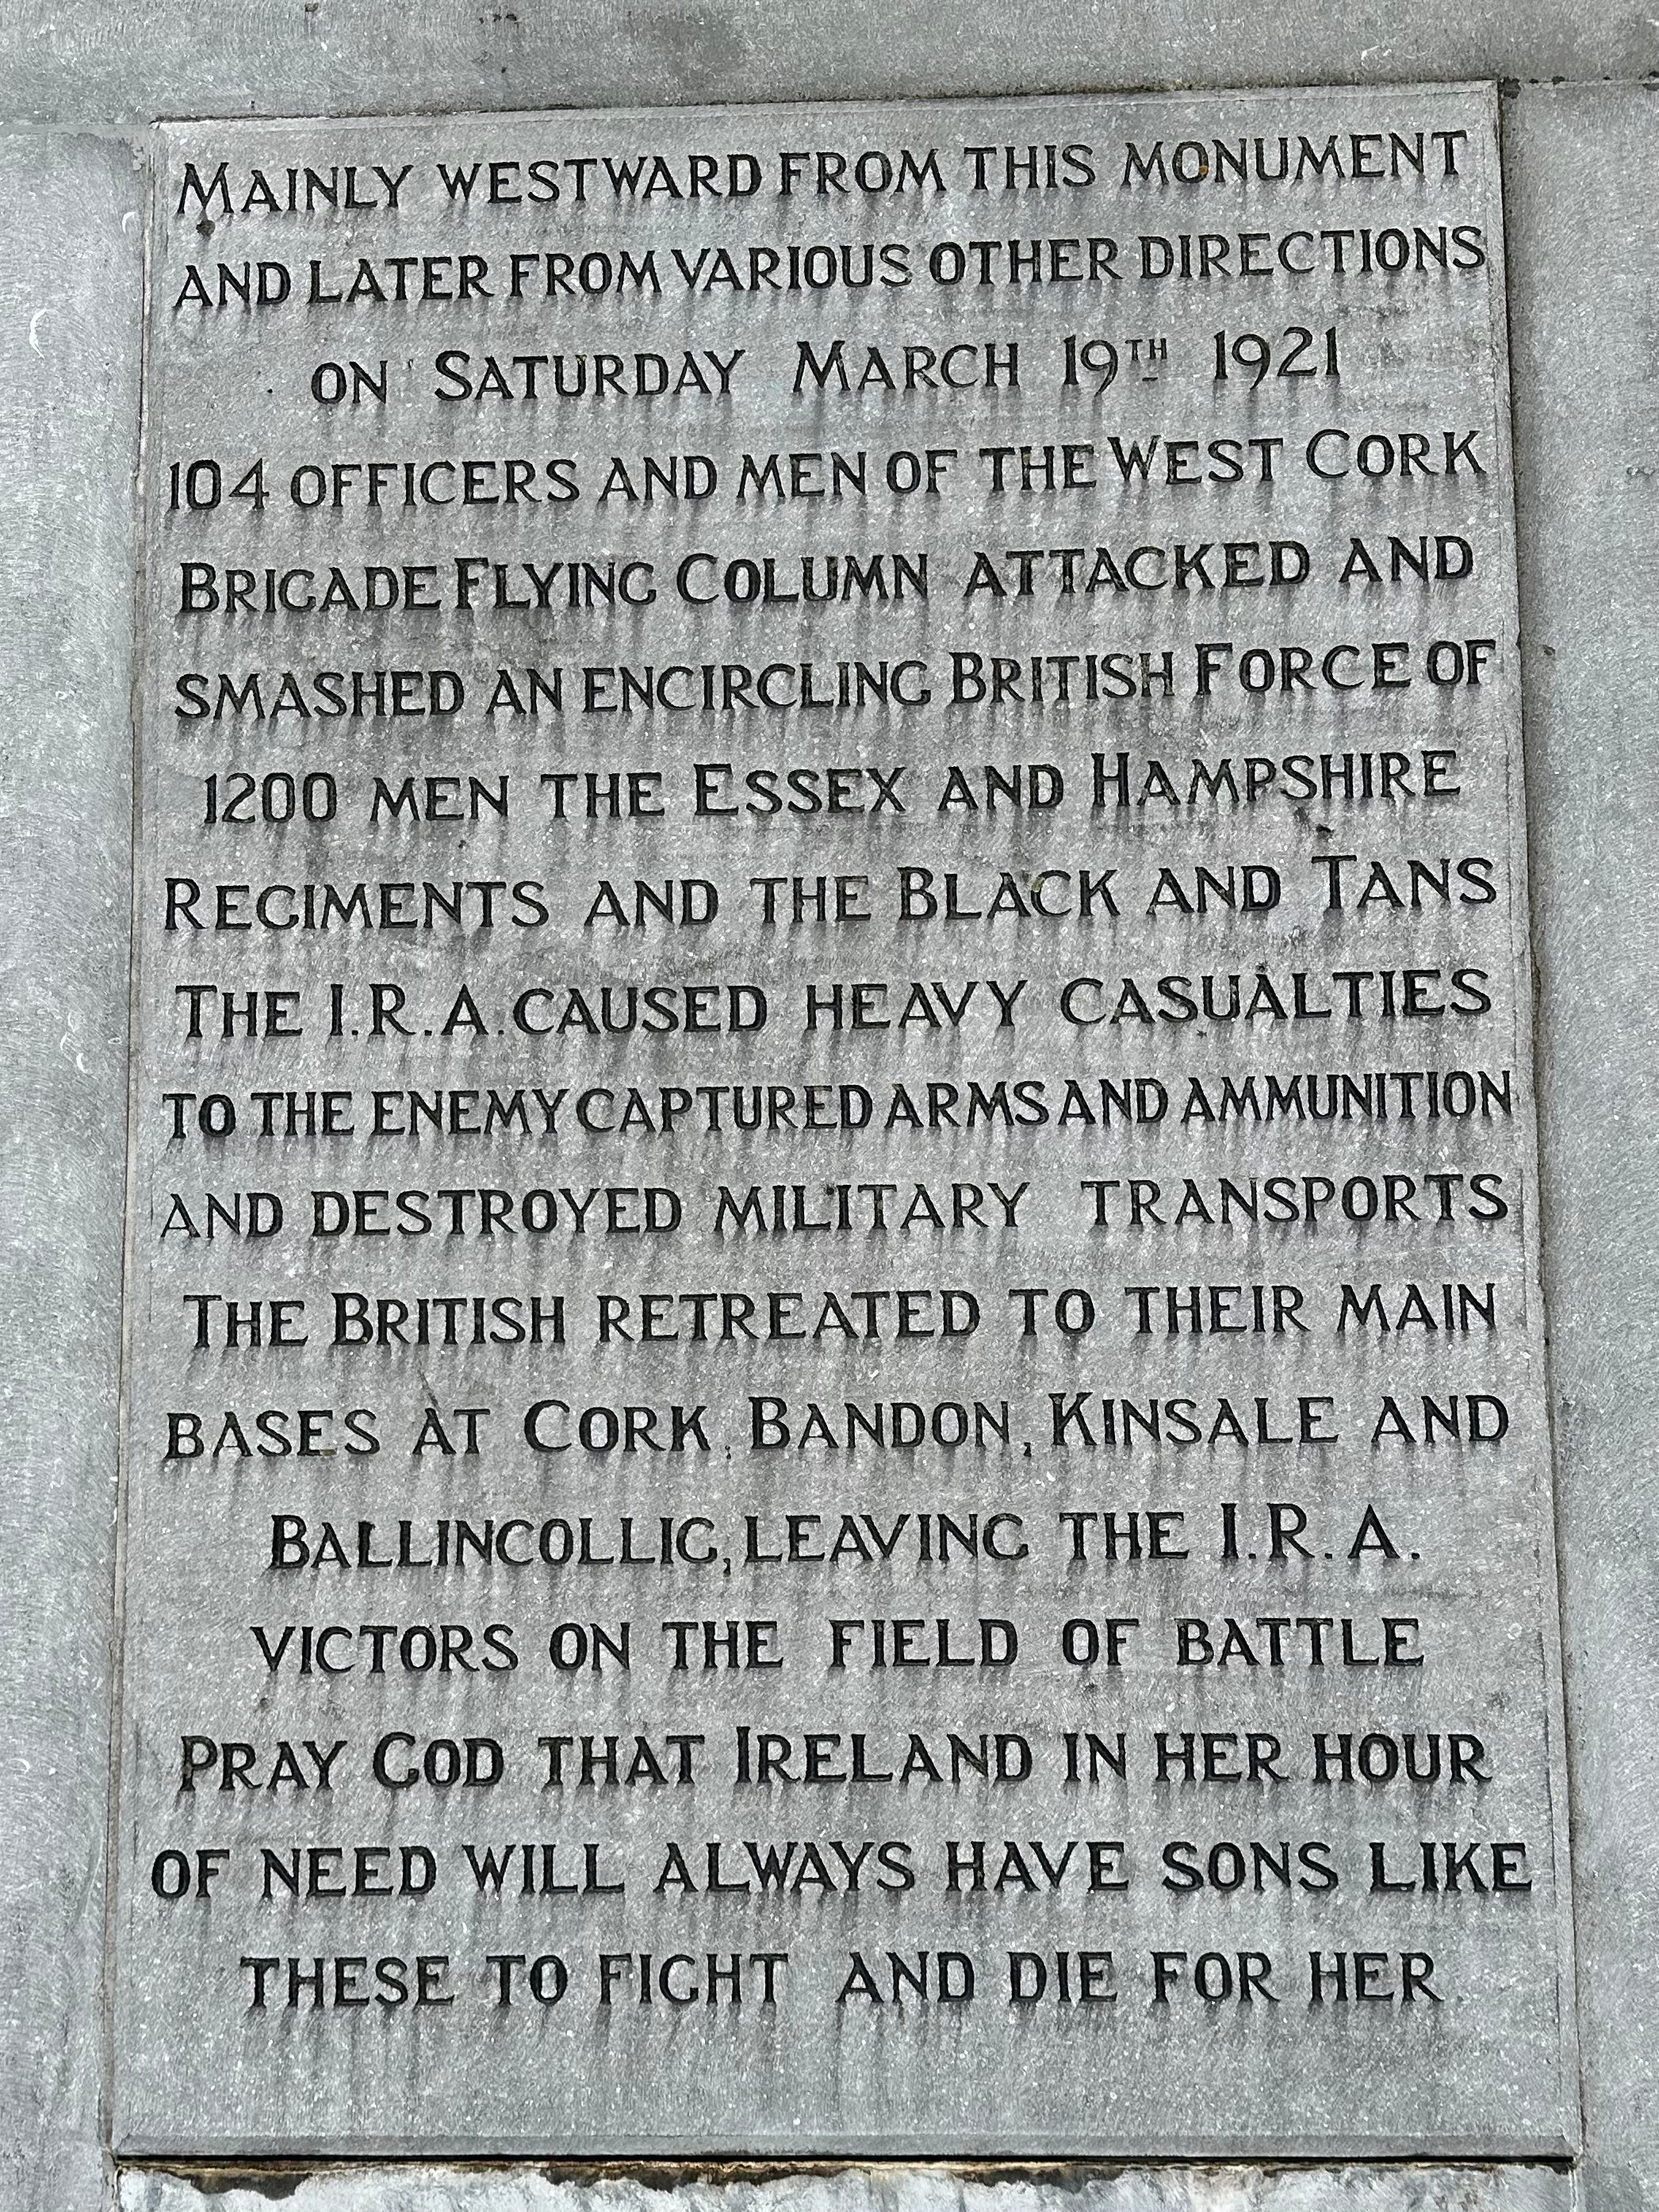 MAINLY WESTWARD FROM THIS MONUMENT
AND LATER FROM VARIOUS OTHER DIRECTIONS
ON SATURDAY MARCH 19TH 1921
104 OFFICERS AND MEN OF THE WEST CORK
BRIGADE FLYING COLUMN ATTACKED AND
SMASHED AN ENCIRCLING BRITISH FORCE OF
1200 MEN THE ESSEX AND HAMPSHIRE
REGIMENTS AND THE BLACK AND TANS
THE I.R.A. CAUSED HEAVY CASUALTIES
TO THE ENEMY CAPTURED ARMS AND AMMUNITION
AND DESTROYED MILITARY TRANSPORTS
THE BRITISH RETREATED TO THEIR MAIN
BASES AT CORK, BANDON, KINSALE AND
BALLINCOLLIG, LEAVING THE I.R.A.
VICTORS ON THE FIELD OF BATTLE
PRAY GOD THAT IRELAND IN HER HOUR
OF NEED WILL ALWAYS HAVE SONS LIKE
THESE TO FIGHT AND DIE FOR HER.